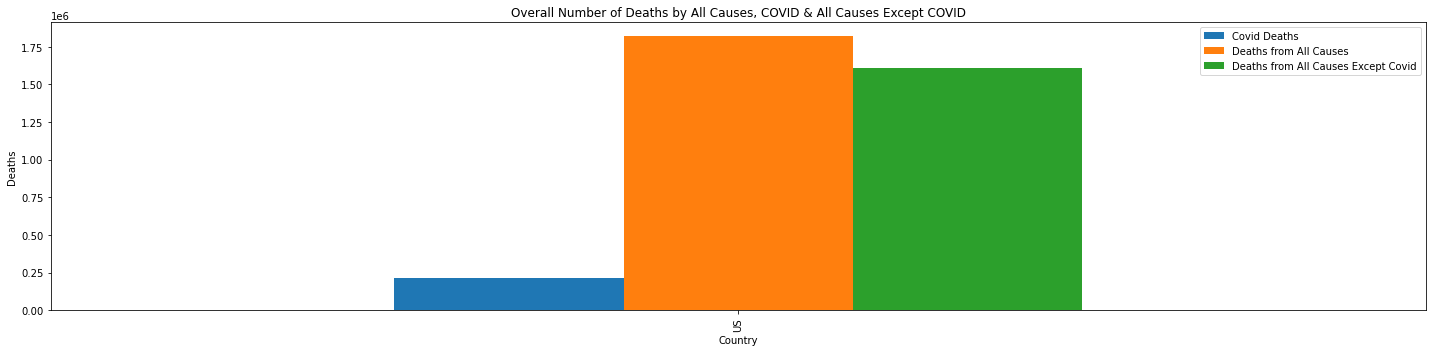 Overall Number of Deaths by All Causes, COVID & All Causes Except COVID
1e6
Covid Deaths
Deaths from All Causes
Deaths from All Causes Except Covid
1.75
1.50
1.25
1.00
0.75
0.50
0.25
0.00
Deaths
US
Country